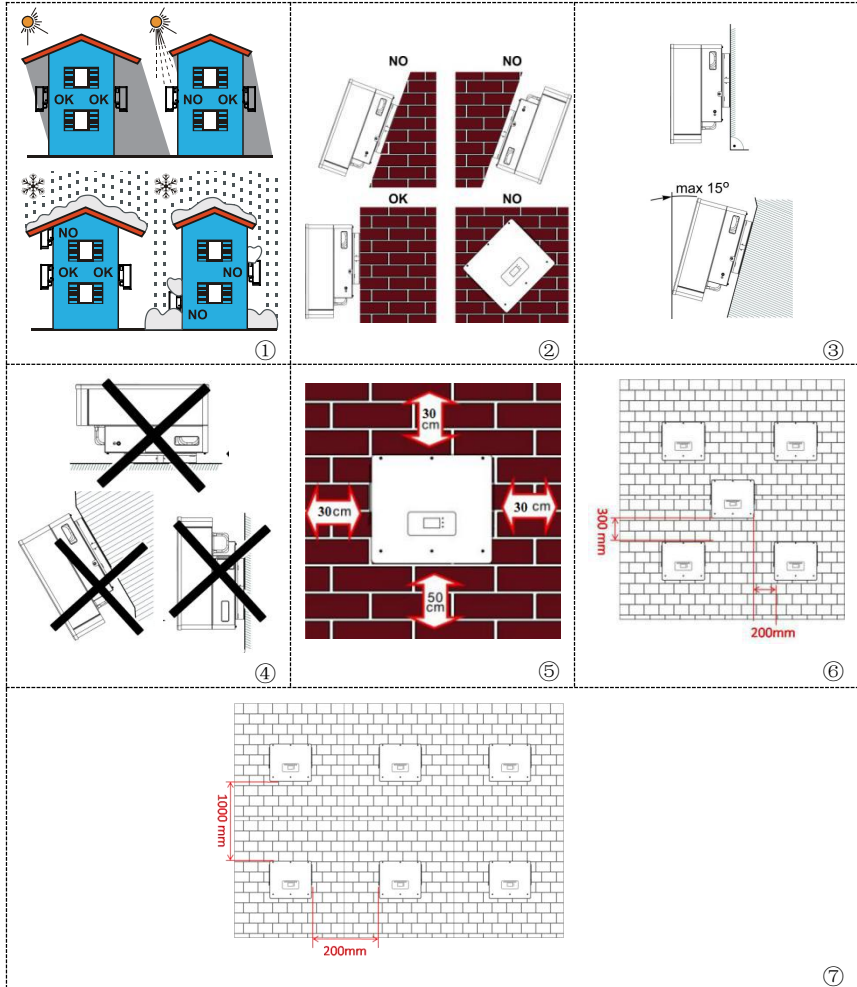 OK OK
NO OK
NO
OK OK
NO
NO
①
NO
NO
OK
NO
②
max 15°
③
④
30
cm
30cm
30 cm
50
cm
⑤
300 mm
200mm
⑥
1000 mm
200mm
⑦